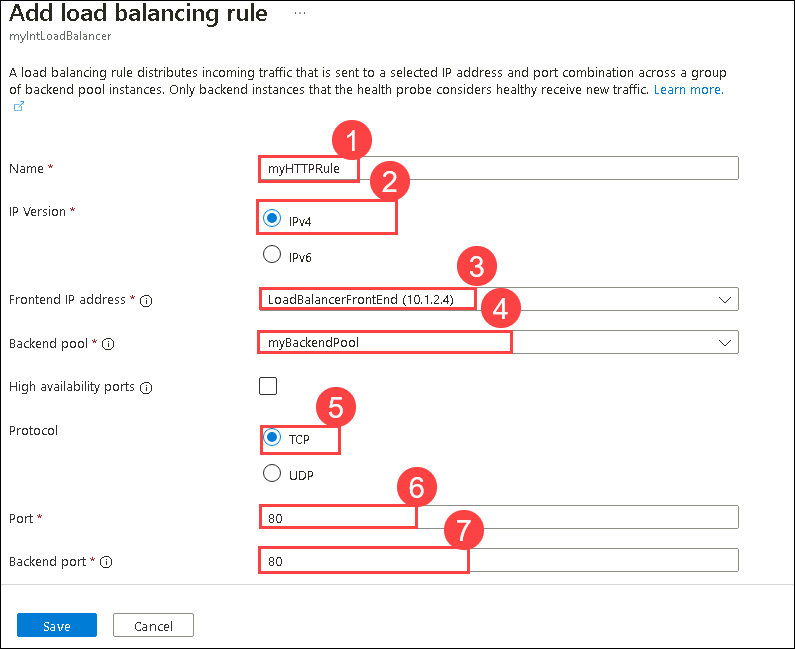 Add load balancing rule ...
myIntLoadBalancer
A load balancing rule distributes incoming traffic that is sent to a selected IP address and port combination across a group
of backend pool instances. Only backend instances that the health probe considers healthy receive new traffic. Learn more.
1
Name * myHTTPRule
2
IP Version * IPv4
IPv6
3
Frontend IP address * LoadBalancerFrontEnd (10.1.2.4)
4
Backend pool * myBackendPool
High availability ports
5
Protocol TCP
UDP
6
Port * 80
7
Backend port * 80
Save Cancel